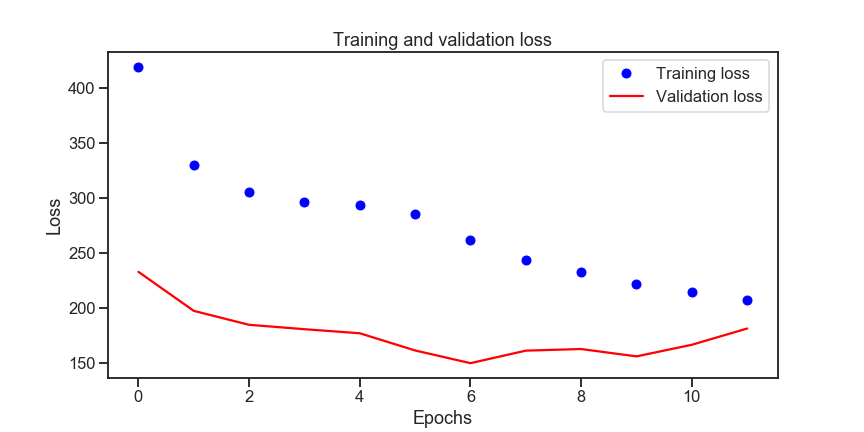 Training and validation loss
Training loss
Validation loss
400
350
300
250
200
150
Loss
0 2 4 6 8 10
Epochs